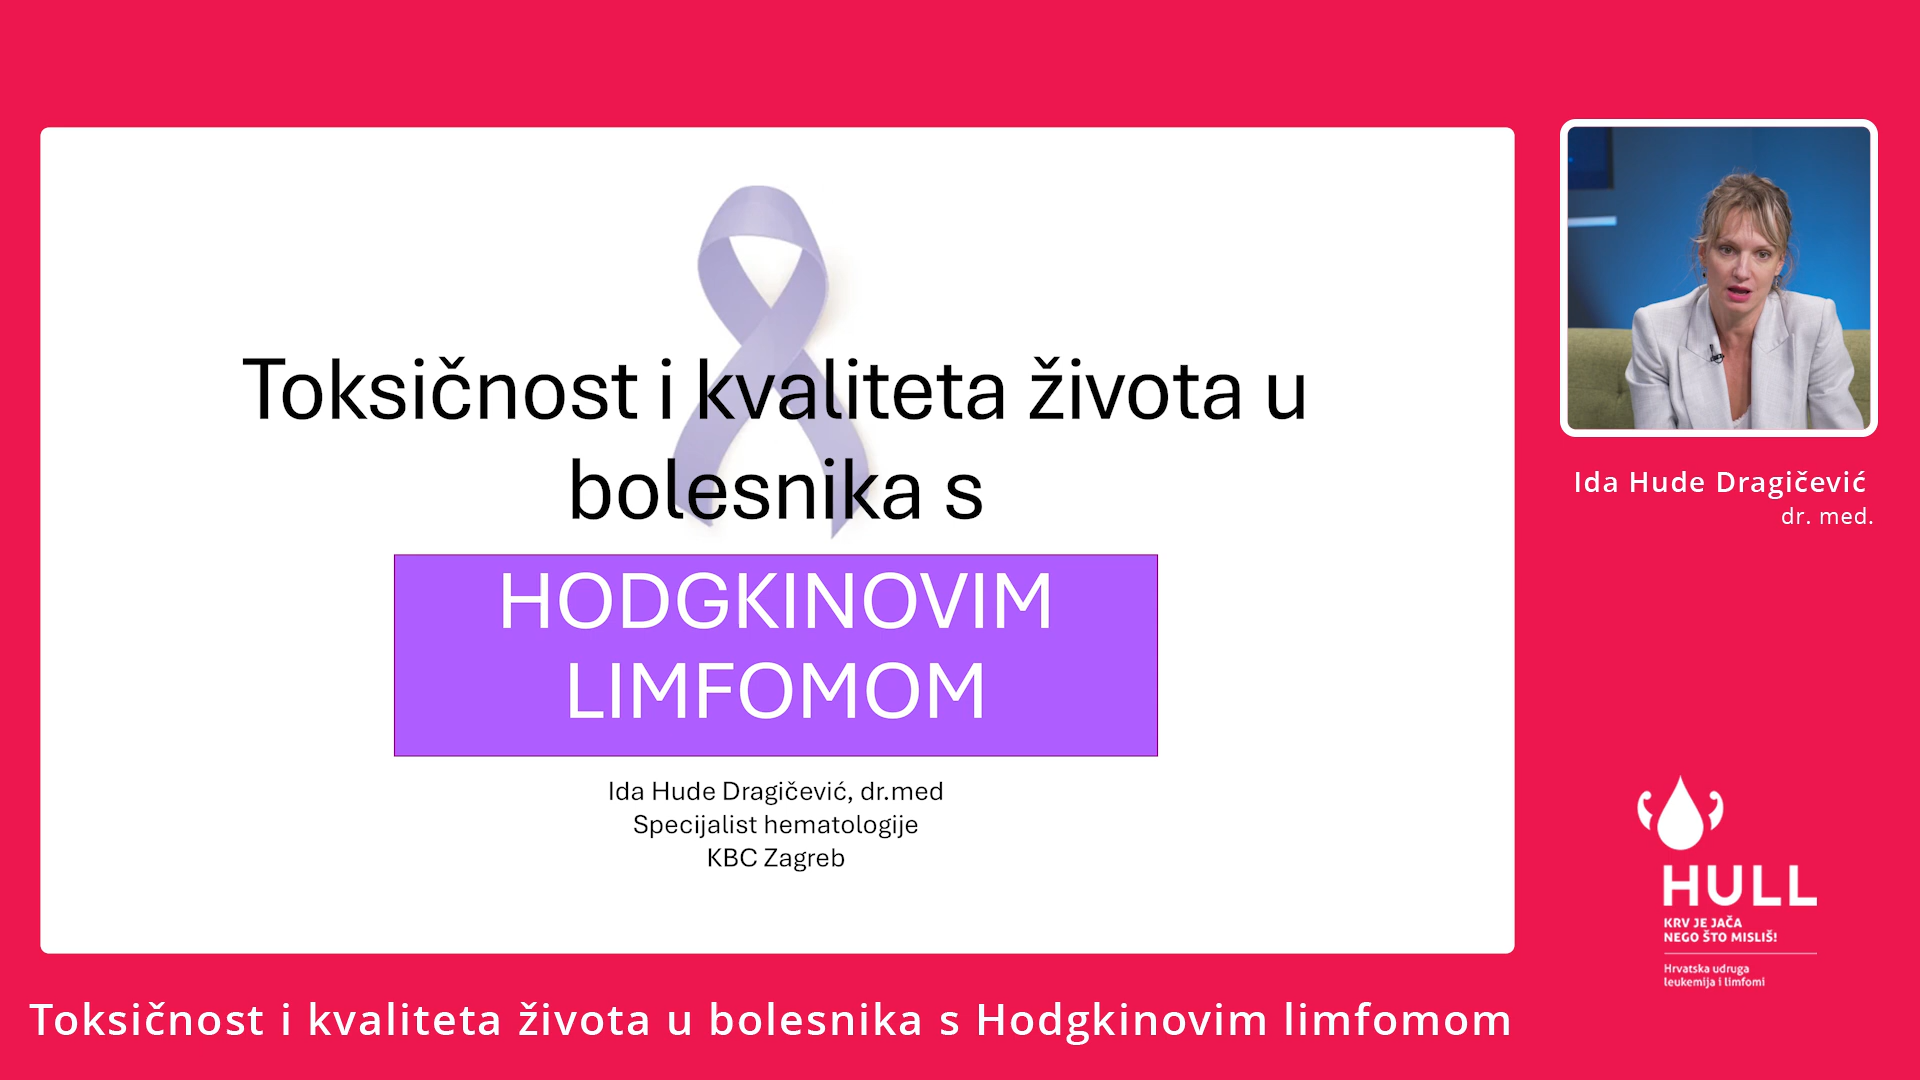 Toksičnost i kvaliteta života u
bolesnika s
HODGKINOVIM
LIMFOMOM
Ida Hude Dragičević, dr.med
Specijalist hematologije
KBC Zagreb
Ida Hude Dragičević
dr. med.
HULL
KRV JE JAČA
NEGO ŠTO MISLIŠ!
Hrvatska udruga
leukemija i limfomi
Toksičnost i kvaliteta života u bolesnika s Hodgkinovim limfomom